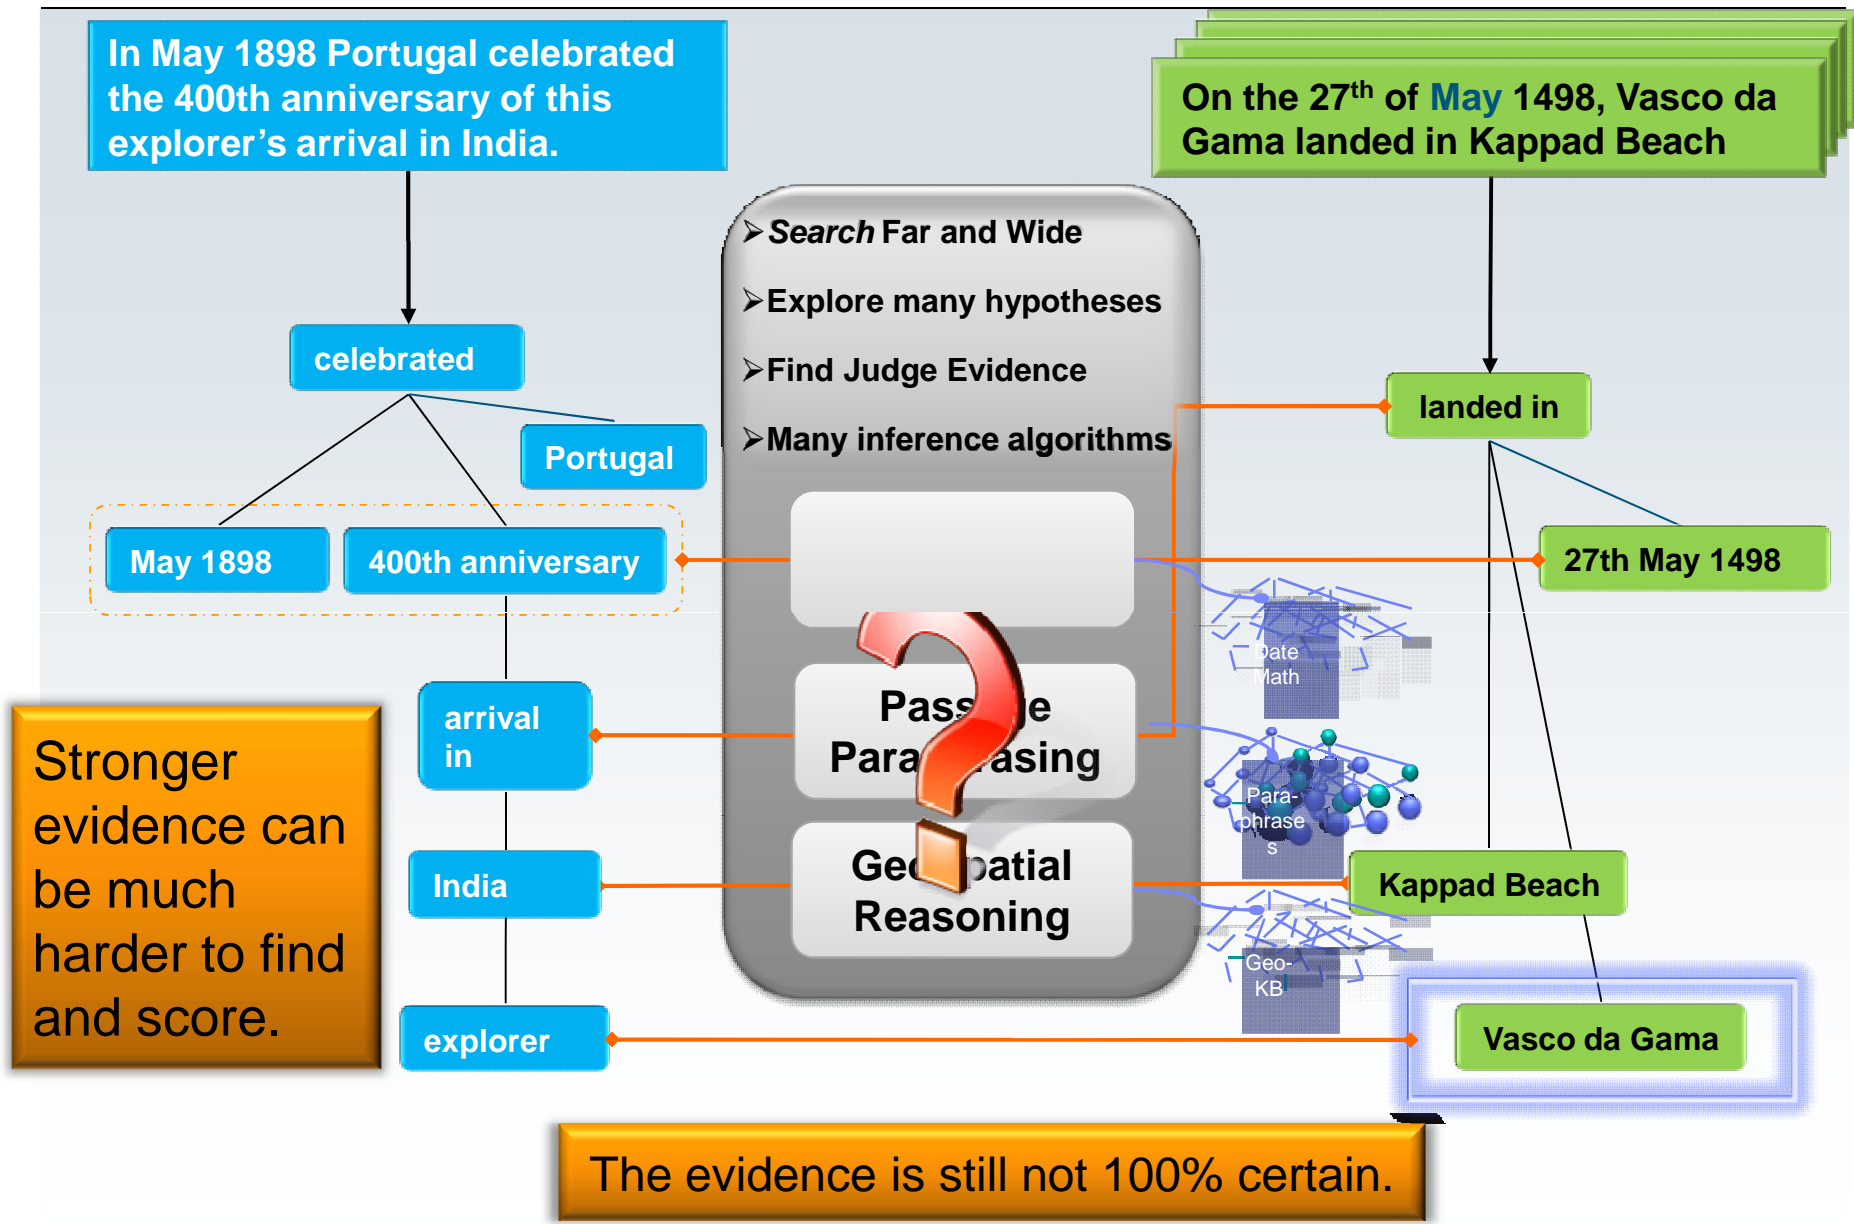 In May 1898 Portugal celebrated
the 400th anniversary of this
explorer’s arrival in India.
On the 27th of May 1498, Vasco da
Gama landed in Kappad Beach
➢Search Far and Wide
➢Explore many hypotheses
➢Find Judge Evidence
➢Many inference algorithms
celebrated
Portugal
May 1898
400th anniversary
landed in
27th May 1498
Date
Math
arrival
in
Para-
phrase
s
Stronger
evidence can
be much
harder to find
and score.
India
Geo-
KB
Reasoning
Kappad Beach
explorer
Vasco da Gama
The evidence is still not 100% certain.